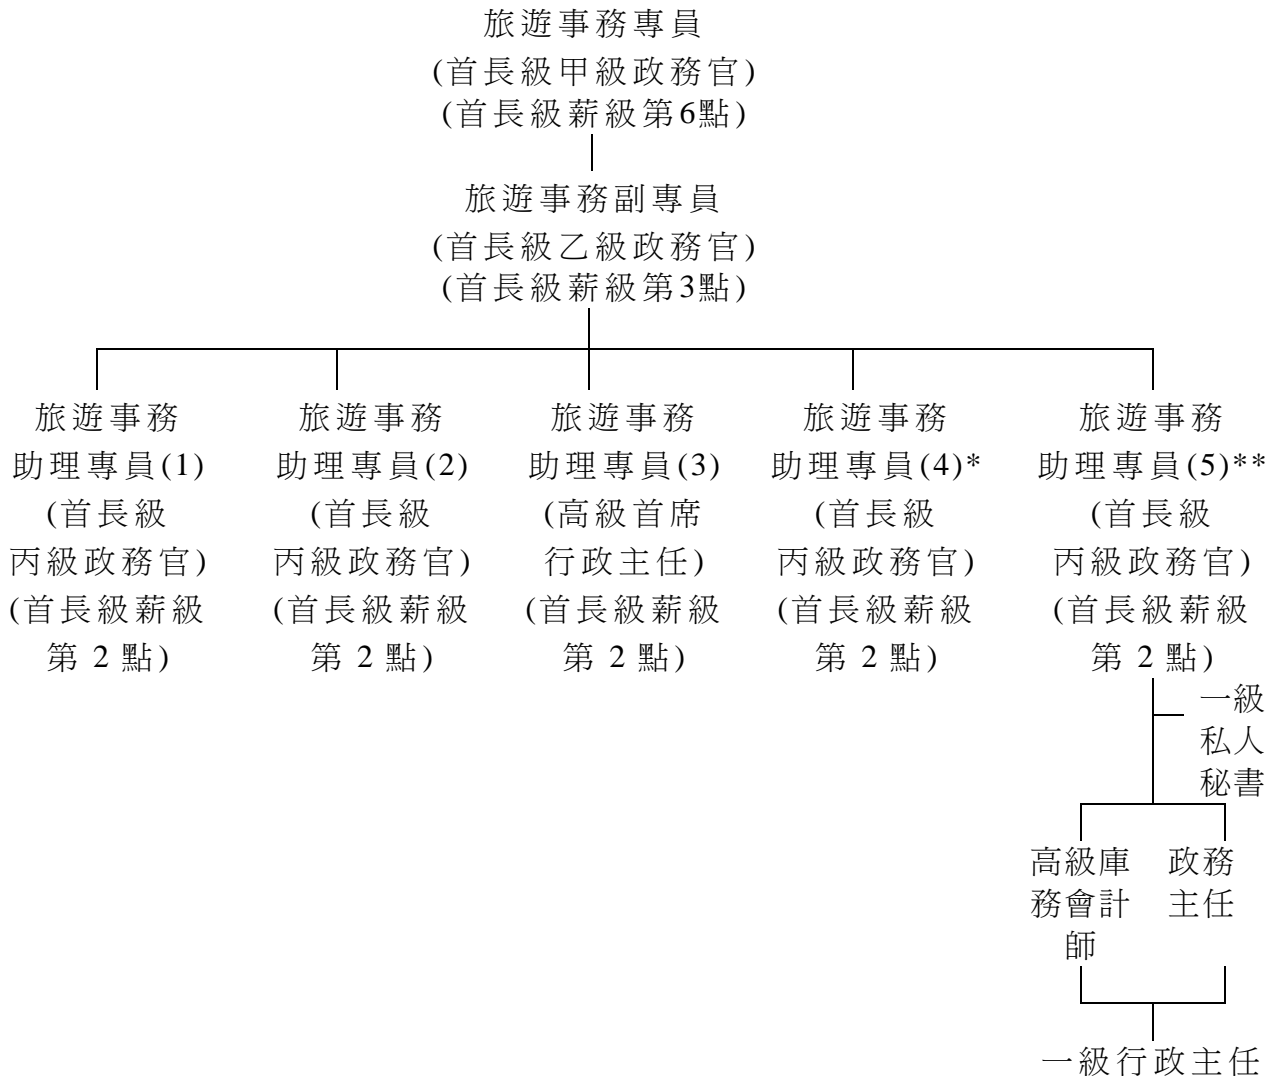 旅遊事務專員
(首長級甲級政務官)
(首長級薪級第6點)
旅遊事務副專員
(首長級乙級政務官)
(首長級薪級第3點)
旅遊事務
助理專員(1)
(首長級
丙級政務官)
(首長級薪級
第 2 點)
旅遊事務
助理專員(2)
(首長級
丙級政務官)
(首長級薪級
第 2 點)
旅遊事務
助理專員(3)
(高級首席
行政主任)
(首長級薪級
第 2 點)
旅遊事務
助理專員(4)*
(首長級
丙級政務官)
(首長級薪級
第 2 點)
旅遊事務
助理專員(5)**
(首長級
丙級政務官)
(首長級薪級
第 2 點)
一級
私人
秘書
高級庫
務會計
師
政務
主任
一級行政主任